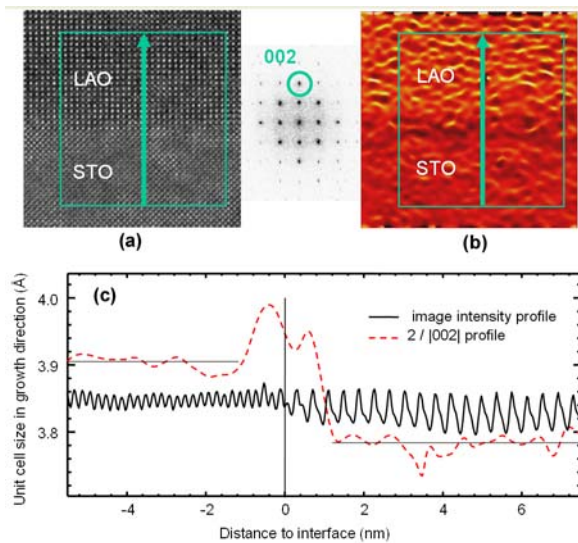 002
LAO
STO
(a)
LAO
STO
(b)
(c)
image intensity profile
2 / |002| profile
Unit cell size in growth direction (Å)
4.0
3.9
3.8
-4 -2 0 2 4 6
Distance to interface (nm)